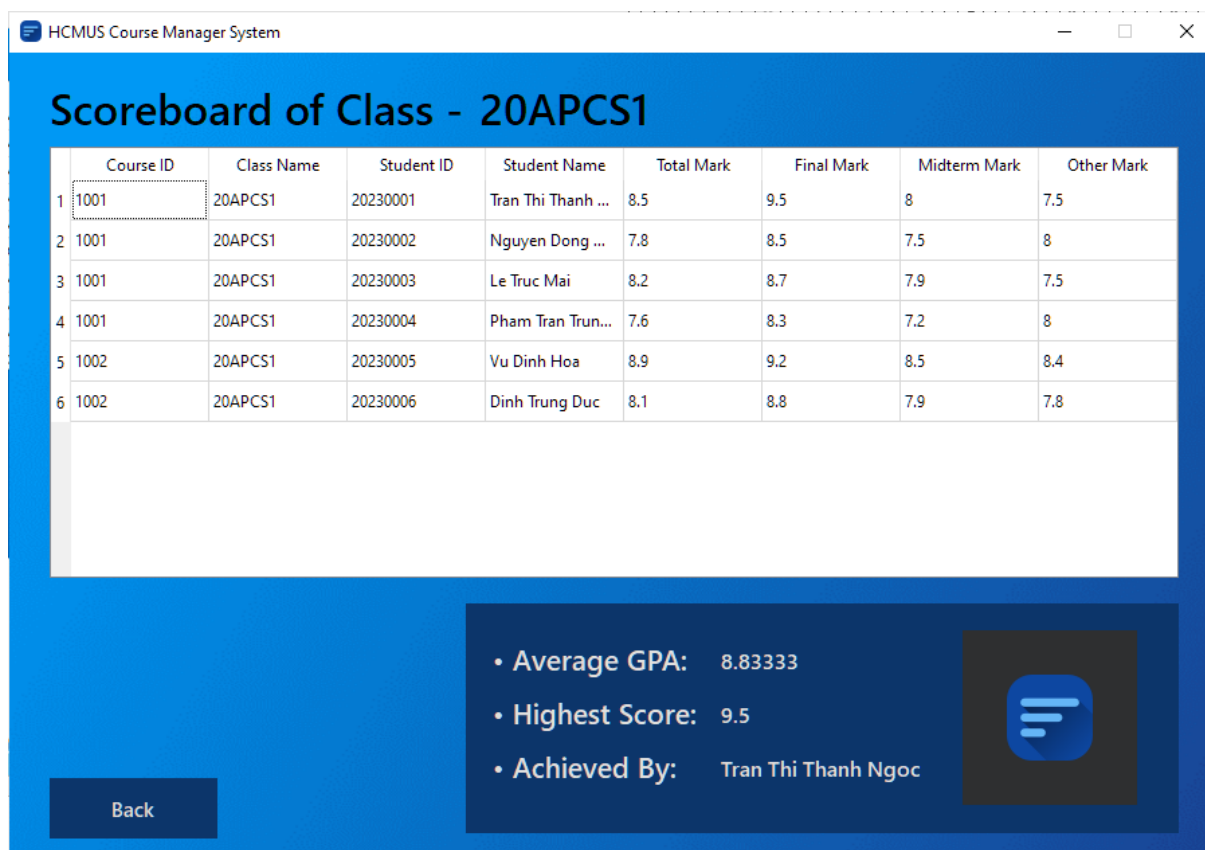 HCMUS Course Manager System
Scoreboard of Class - 20APCS1
Course ID Class Name Student ID Student Name Total Mark Final Mark Midterm Mark Other Mark
1 1001 20APCS1 20230001 Tran Thi Thanh ... 8.5 9.5 8 7.5
2 1001 20APCS1 20230002 Nguyen Dong ... 7.8 8.5 7.5 8
3 1001 20APCS1 20230003 Le Truc Mai 8.2 8.7 7.9 7.5
4 1001 20APCS1 20230004 Pham Tran Trun... 7.6 8.3 7.2 8
5 1002 20APCS1 20230005 Vu Dinh Hoa 8.9 9.2 8.5 8.4
6 1002 20APCS1 20230006 Dinh Trung Duc 8.1 8.8 7.9 7.8
• Average GPA: 8.83333
• Highest Score: 9.5
• Achieved By: Tran Thi Thanh Ngoc
Back